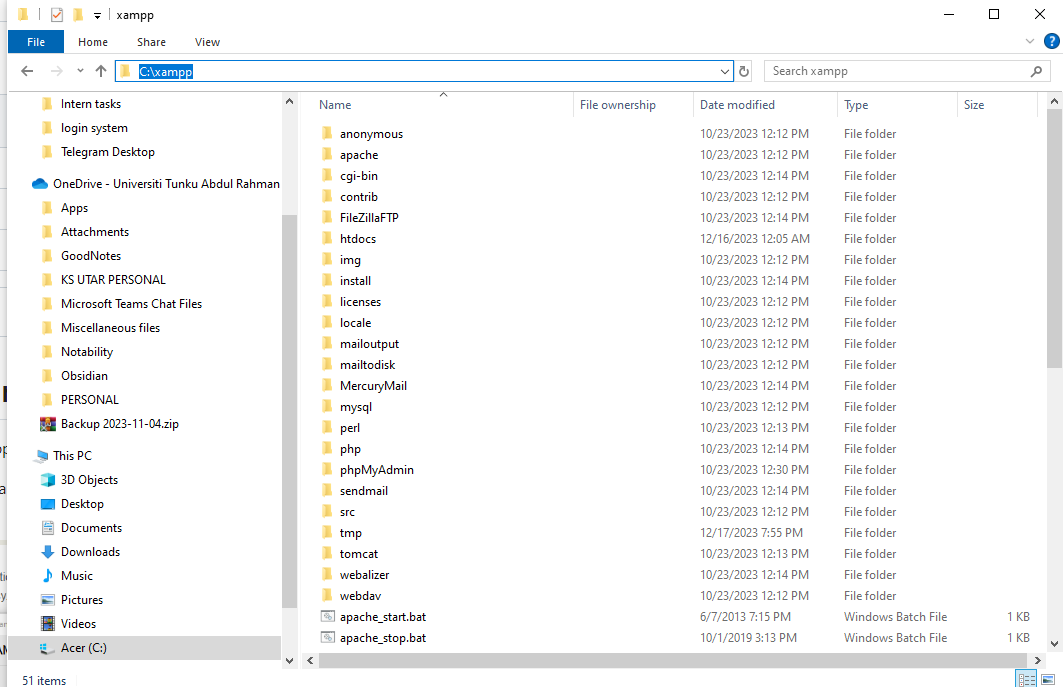 xampp
File Home Share View
C:\xampp
Search xampp
Intern tasks
login system
Telegram Desktop
OneDrive - Universiti Tunku Abdul Rahman
Apps
Attachments
GoodNotes
KS UTAR PERSONAL
Microsoft Teams Chat Files
Miscellaneous files
Notability
Obsidian
PERSONAL
Backup 2023-11-04.zip
This PC
3D Objects
Desktop
Documents
Downloads
Music
Pictures
Videos
Acer (C:)
Name File ownership Date modified Type Size
anonymous 10/23/2023 12:12 PM File folder
apache 10/23/2023 12:12 PM File folder
cgi-bin 10/23/2023 12:14 PM File folder
contrib 10/23/2023 12:12 PM File folder
FileZillaFTP 10/23/2023 12:14 PM File folder
htdocs 12/16/2023 12:05 AM File folder
img 10/23/2023 12:12 PM File folder
install 10/23/2023 12:14 PM File folder
licenses 10/23/2023 12:12 PM File folder
locale 10/23/2023 12:12 PM File folder
mailoutput 10/23/2023 12:12 PM File folder
mailtodisk 10/23/2023 12:12 PM File folder
MercuryMail 10/23/2023 12:14 PM File folder
mysql 10/23/2023 12:12 PM File folder
perl 10/23/2023 12:13 PM File folder
php 10/23/2023 12:14 PM File folder
phpMyAdmin 10/23/2023 12:30 PM File folder
sendmail 10/23/2023 12:14 PM File folder
src 10/23/2023 12:12 PM File folder
tmp 12/17/2023 7:55 PM File folder
tomcat 10/23/2023 12:13 PM File folder
webalizer 10/23/2023 12:14 PM File folder
webdav 10/23/2023 12:12 PM File folder
apache_start.bat 6/7/2013 7:15 PM Windows Batch File 1 KB
apache_stop.bat 10/1/2019 3:13 PM Windows Batch File 1 KB
51 items